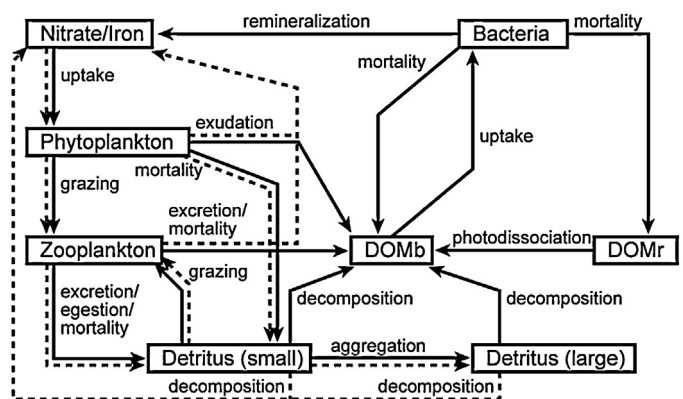 remineralization
mortality
Nitrate/Iron
Bacteria
mortality
uptake
exudation
uptake
Phytoplankton
mortality
grazing
excretion/
mortality
photodissociation
Zooplankton
DOMb
DOMr
grazing
excretion/
egestion/
mortality
decomposition
decomposition
aggregation
Detritus (small)
Detritus (large)
decomposition
decomposition